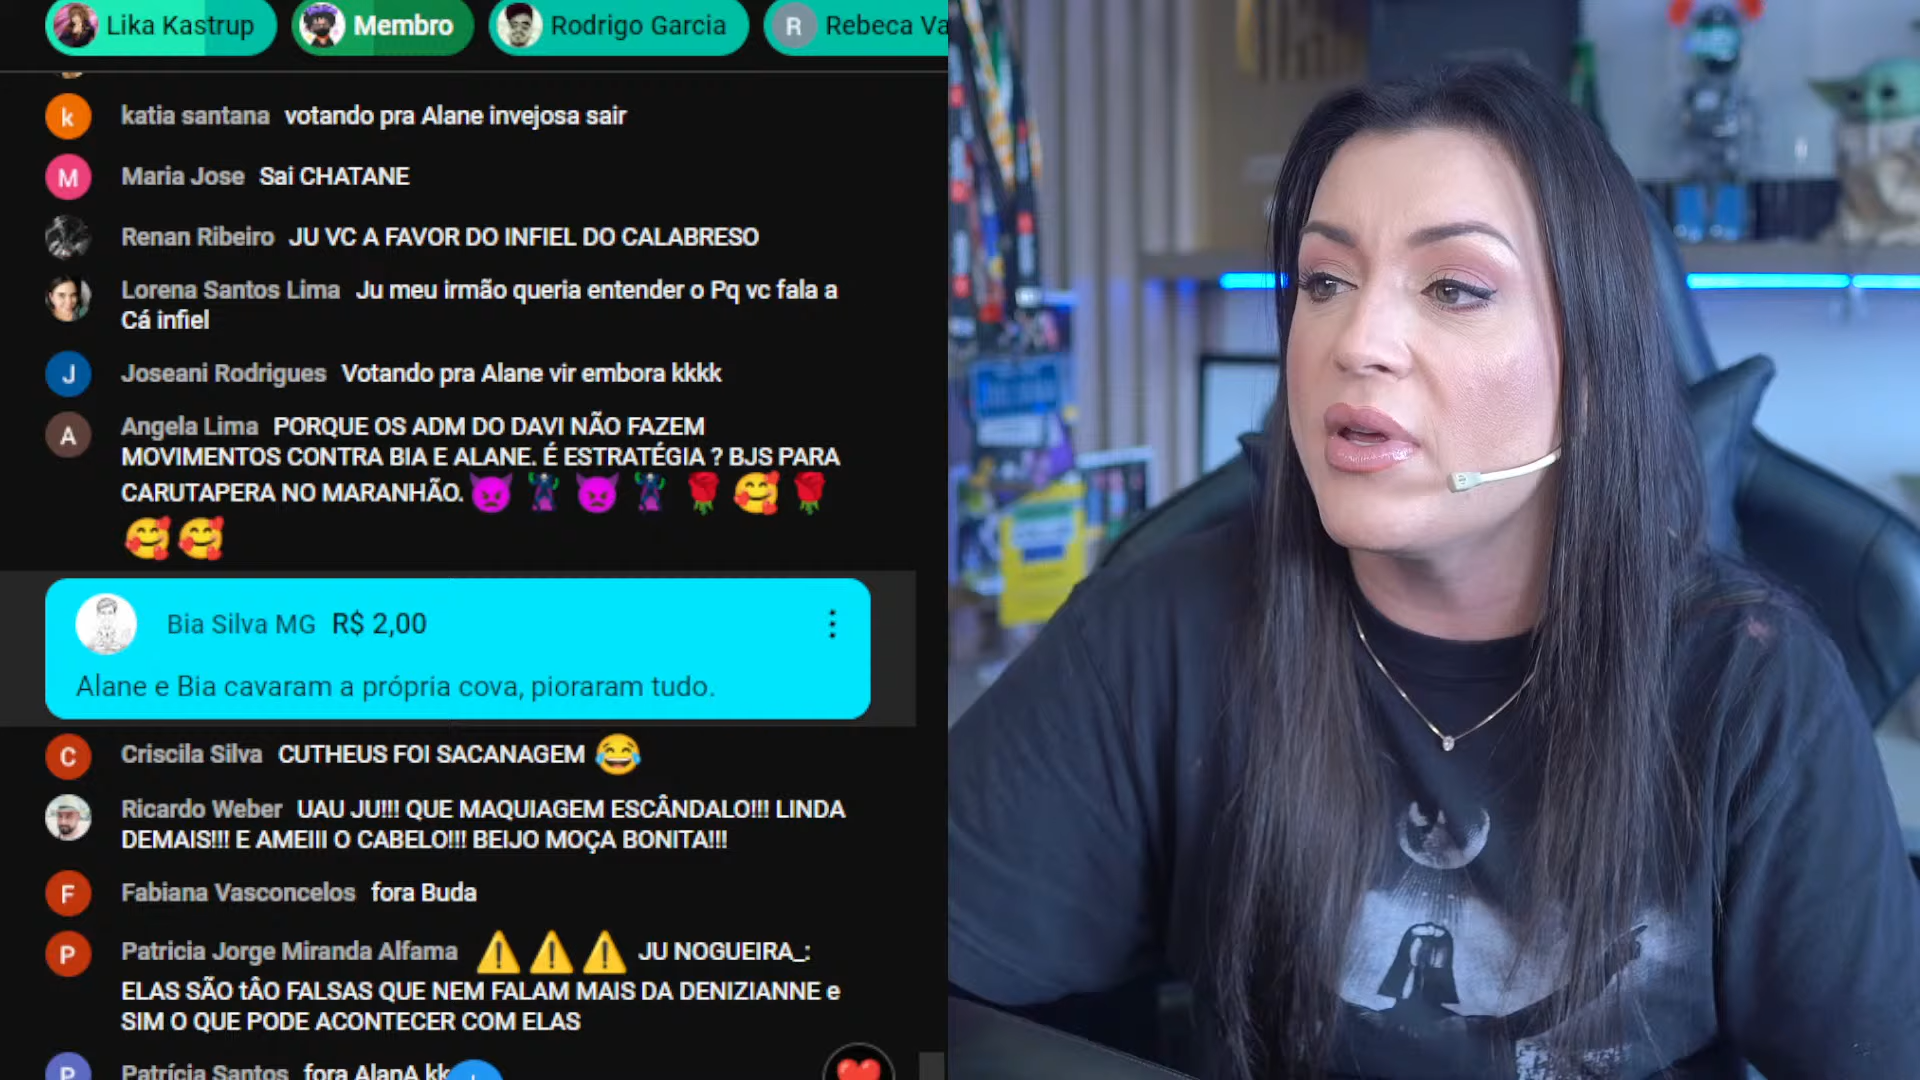 Lika Kastrup Membro Rodrigo Garcia R Rebeca Va
k katia santana votando pra Alane invejosa sair
M Maria Jose Sai CHATANE
Renan Ribeiro JU VC A FAVOR DO INFIEL DO CALABRESO
Lorena Santos Lima Ju meu irmão queria entender o Pq vc fala a
Cá infiel
J Joseani Rodrigues Votando pra Alane vir embora kkkk
A Angela Lima PORQUE OS ADM DO DAVI NÃO FAZEM
MOVIMENTOS CONTRA BIA E ALANE. É ESTRATÉGIA ? BJS PARA
CARUTAPERA NO MARANHÃO. 👿🦹👿🦹🌹🥰🌹
🥰🥰
Bia Silva MG R$ 2,00
Alane e Bia cavaram a própria cova, pioraram tudo.
C Criscila Silva CUTHEUS FOI SACANAGEM 😂
Ricardo Weber UAU JU!!! QUE MAQUIAGEM ESCÂNDALO!!! LINDA
DEMAIS!!! E AMEIII O CABELO!!! BEIJO MOÇA BONITA!!!
F Fabiana Vasconcelos fora Buda
P Patricia Jorge Miranda Alfama ⚠️⚠️⚠️ JU NOGUEIRA_:
ELAS SÃO tÂO FALSAS QUE NEM FALAM MAIS DA DENIZIANNE e
SIM O QUE PODE ACONTECER COM ELAS
P Patrícia Santos fora AlanA kk